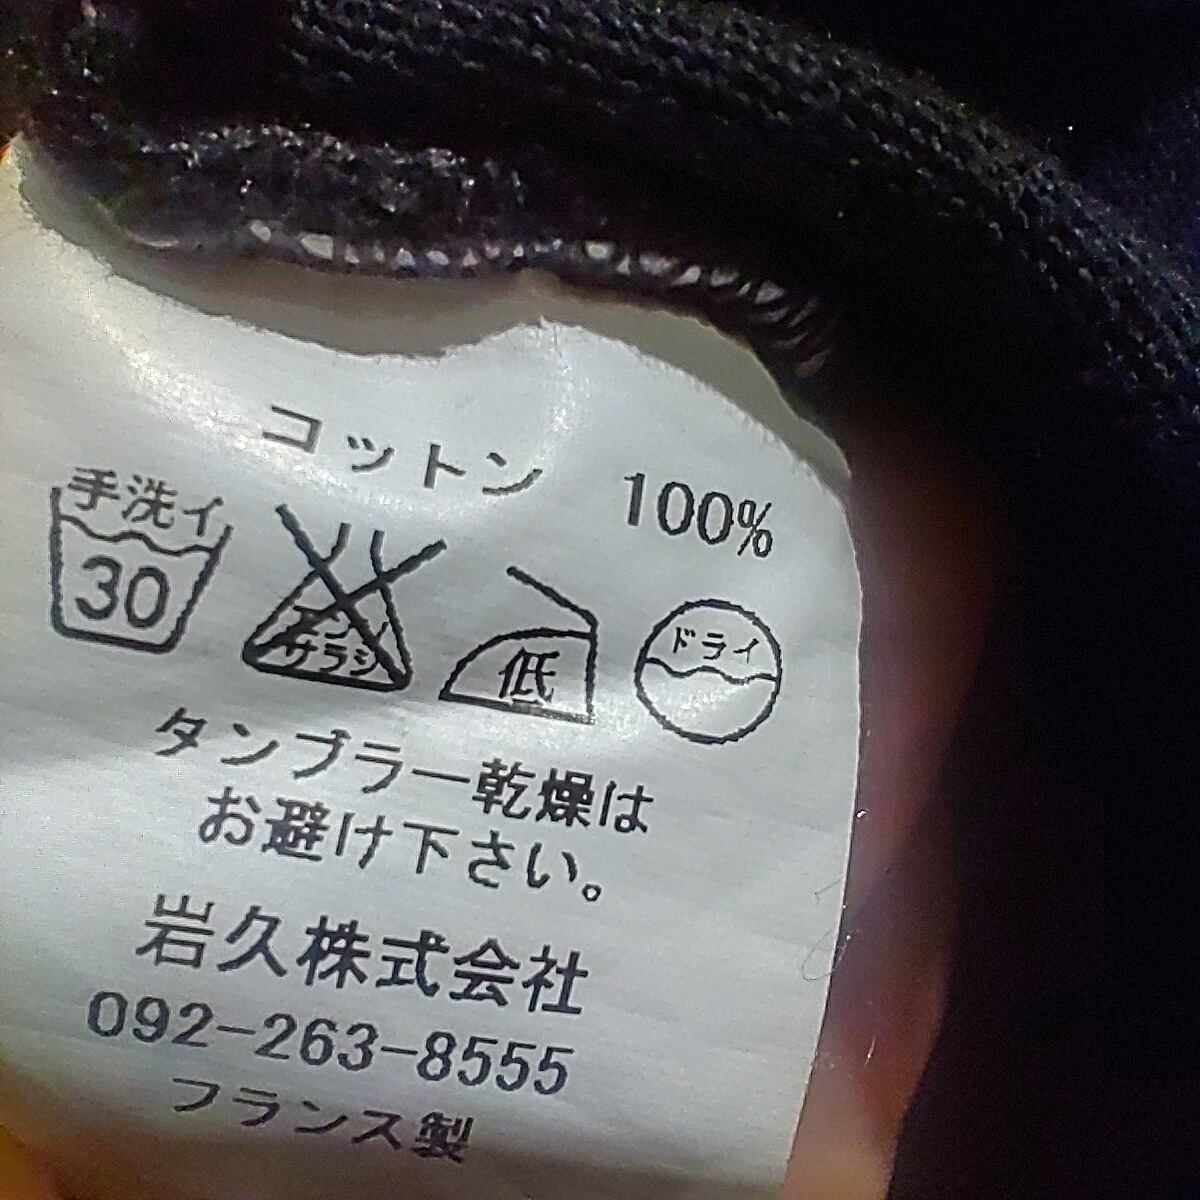 コットン 100%
手洗イ
30
エンソ
サラシ
低
ドライ
タンブラー乾燥は
お避け下さい。
岩久株式会社
092-263-8555
フランス製